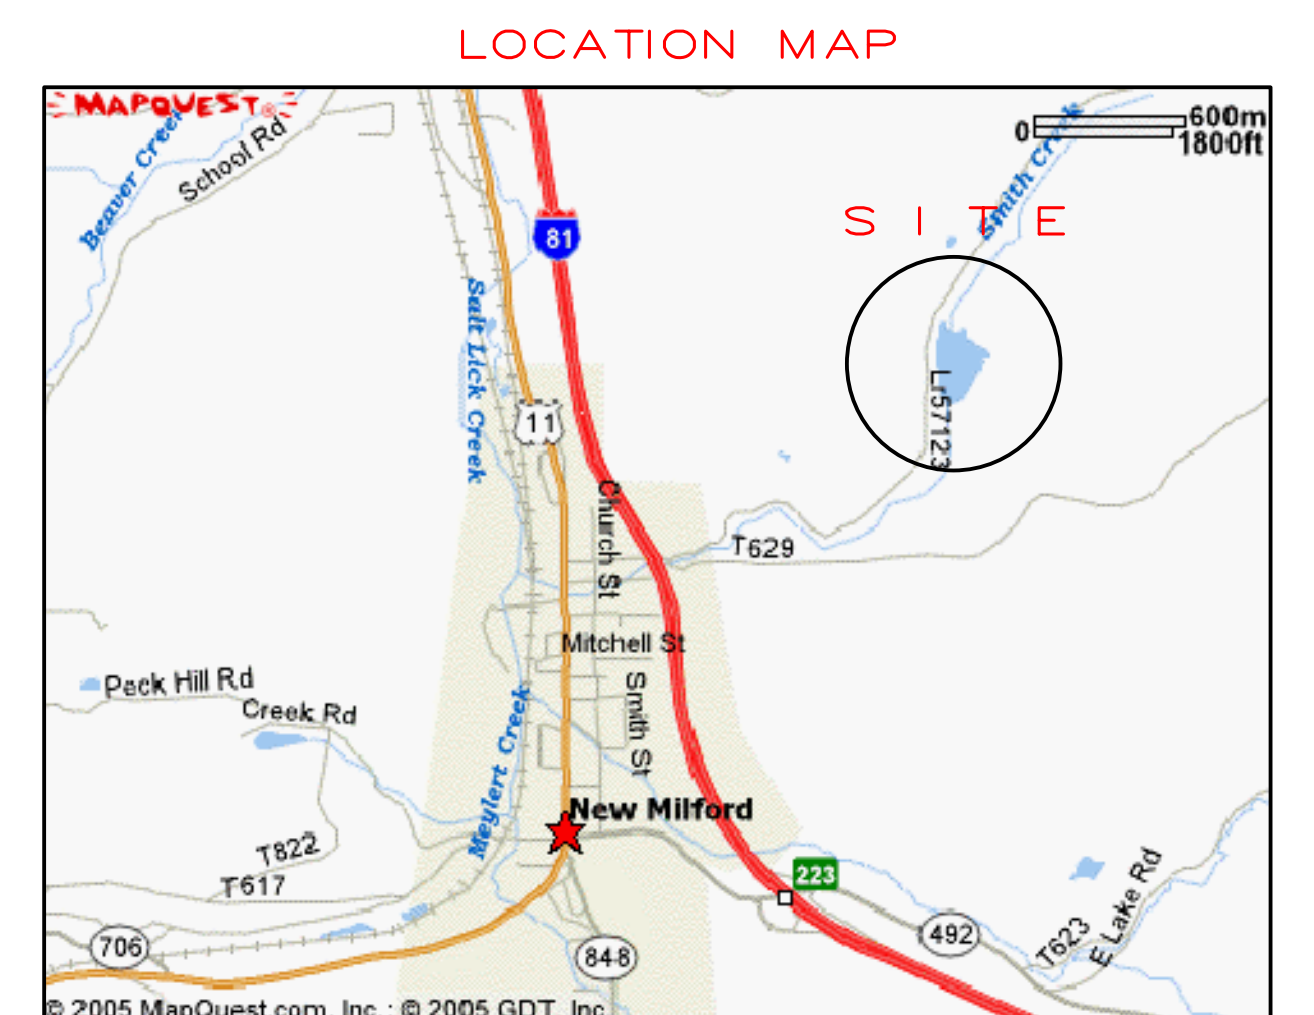 LOCATION MAP
MAPQUEST®
600m
0
1800ft
Beaver Creek
School Rd
Smith Creek
SITE
81
Salt Lick Creek
11
Lr57123
Church St
T629
Mitchell St
Peck Hill Rd
Creek Rd
Smith St
Meylert Creek
New Milford
T822
T617
223
706
848
492
T623
E Lake Rd
© 2005 MapQuest.com, Inc.; © 2005 GDT, Inc